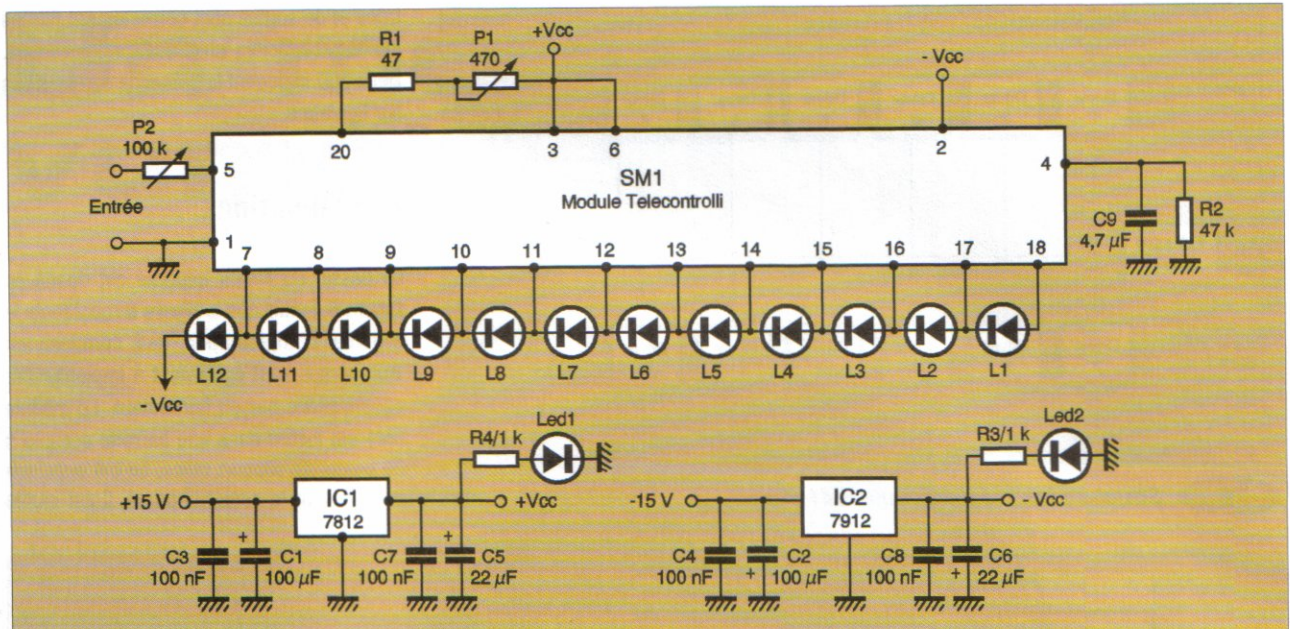 R1
47
P1
470
+Vcc
- Vcc
P2
100 k
20
3
6
2
5
4
SM1
Module Telecontrolli
Entrée
1
C9
4,7 µF
R2
47 k
7
8
9
10
11
12
13
14
15
16
17
18
L12
L11
L10
L9
L8
L7
L6
L5
L4
L3
L2
L1
- Vcc
Led1
R4/1 k
+15 V
IC1
7812
+Vcc
+
C3
100 nF
C1
100 µF
C7
100 nF
+
C5
22 µF
Led2
R3/1 k
-15 V
IC2
7912
- Vcc
C4
100 nF
+
C2
100 µF
C8
100 nF
+
C6
22 µF